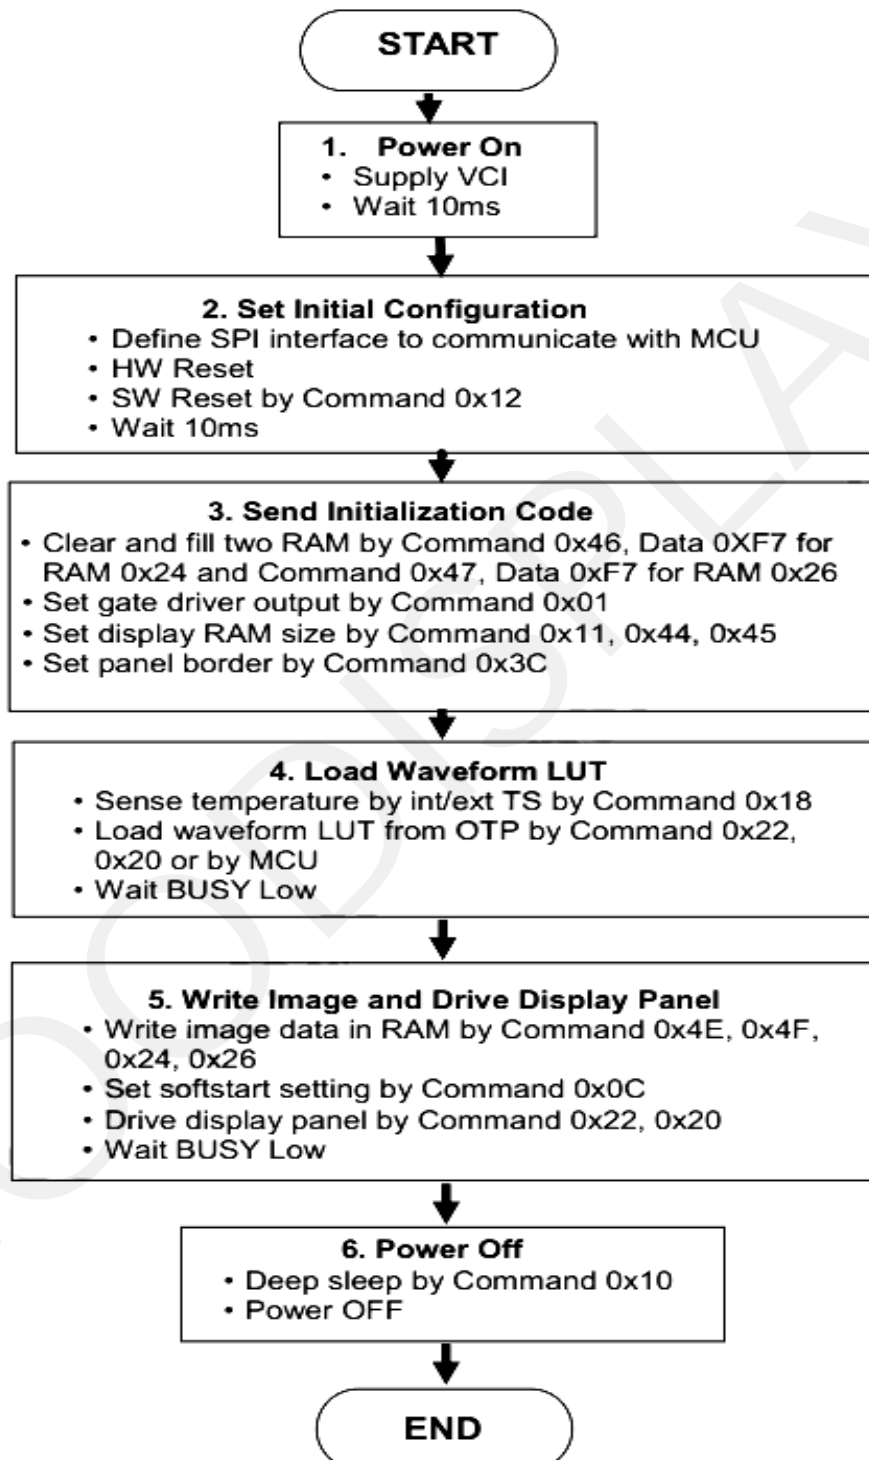 START
1. Power On
• Supply VCI
• Wait 10ms
2. Set Initial Configuration
• Define SPI interface to communicate with MCU
• HW Reset
• SW Reset by Command 0x12
• Wait 10ms
3. Send Initialization Code
• Clear and fill two RAM by Command 0x46, Data 0XF7 for
RAM 0x24 and Command 0x47, Data 0xF7 for RAM 0x26
• Set gate driver output by Command 0x01
• Set display RAM size by Command 0x11, 0x44, 0x45
• Set panel border by Command 0x3C
4. Load Waveform LUT
• Sense temperature by int/ext TS by Command 0x18
• Load waveform LUT from OTP by Command 0x22,
0x20 or by MCU
• Wait BUSY Low
5. Write Image and Drive Display Panel
• Write image data in RAM by Command 0x4E, 0x4F,
0x24, 0x26
• Set softstart setting by Command 0x0C
• Drive display panel by Command 0x22, 0x20
• Wait BUSY Low
6. Power Off
• Deep sleep by Command 0x10
• Power OFF
END
OODISPLAY